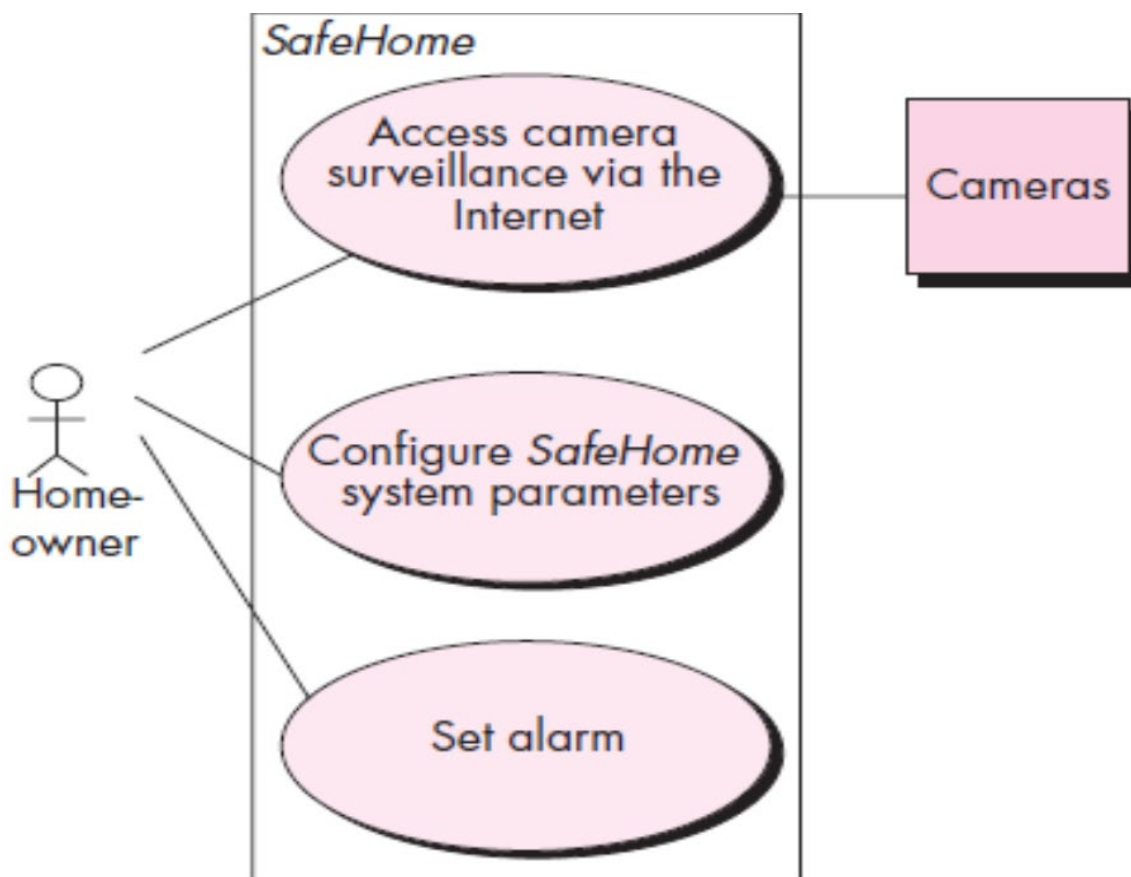 SafeHome
Access camera
surveillance via the
Internet
Cameras
Configure SafeHome
system parameters
Home-
owner
Set alarm